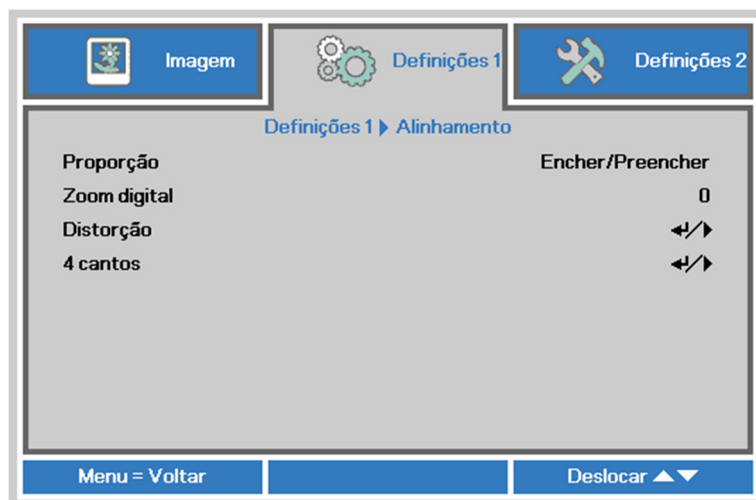 Imagem
Definições 1
Definições 2
Definições 1 Alinhamento
Proporção Encher/Preencher
Zoom digital 0
Distorção
4 cantos
Menu = Voltar
Deslocar